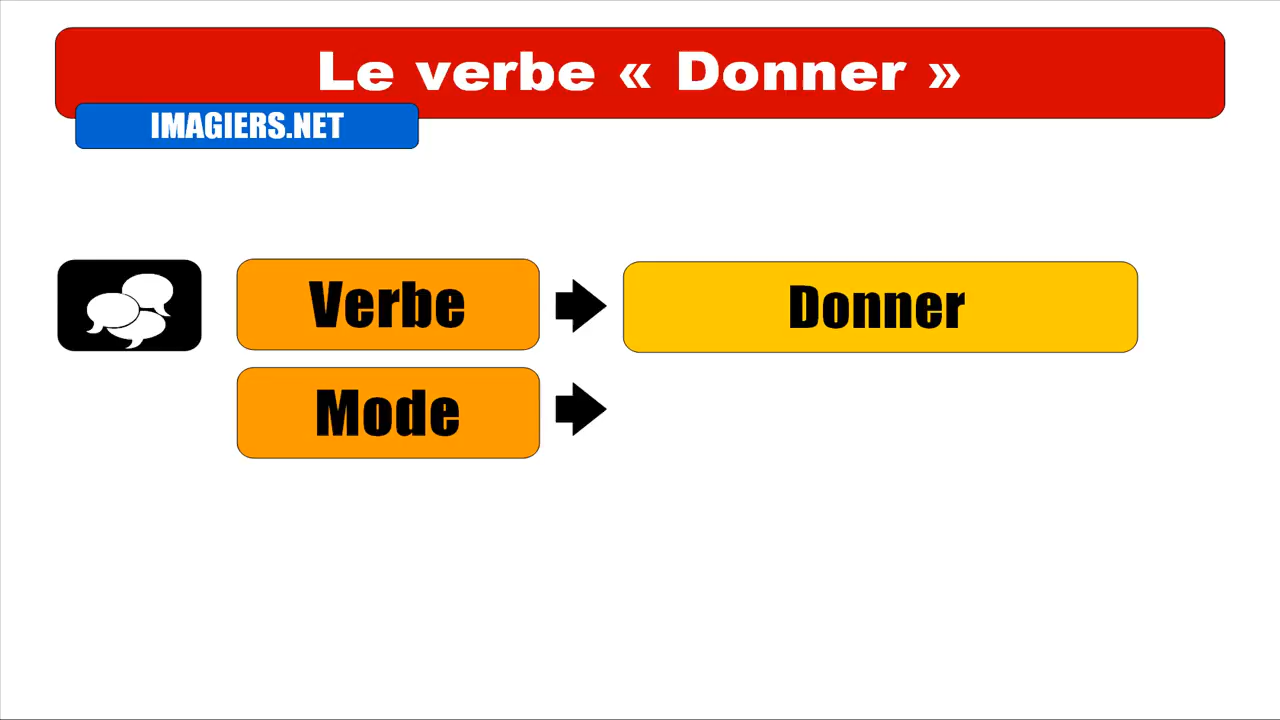 Le verbe « Donner »
IMAGIERS.NET
Verbe
Donner
Mode